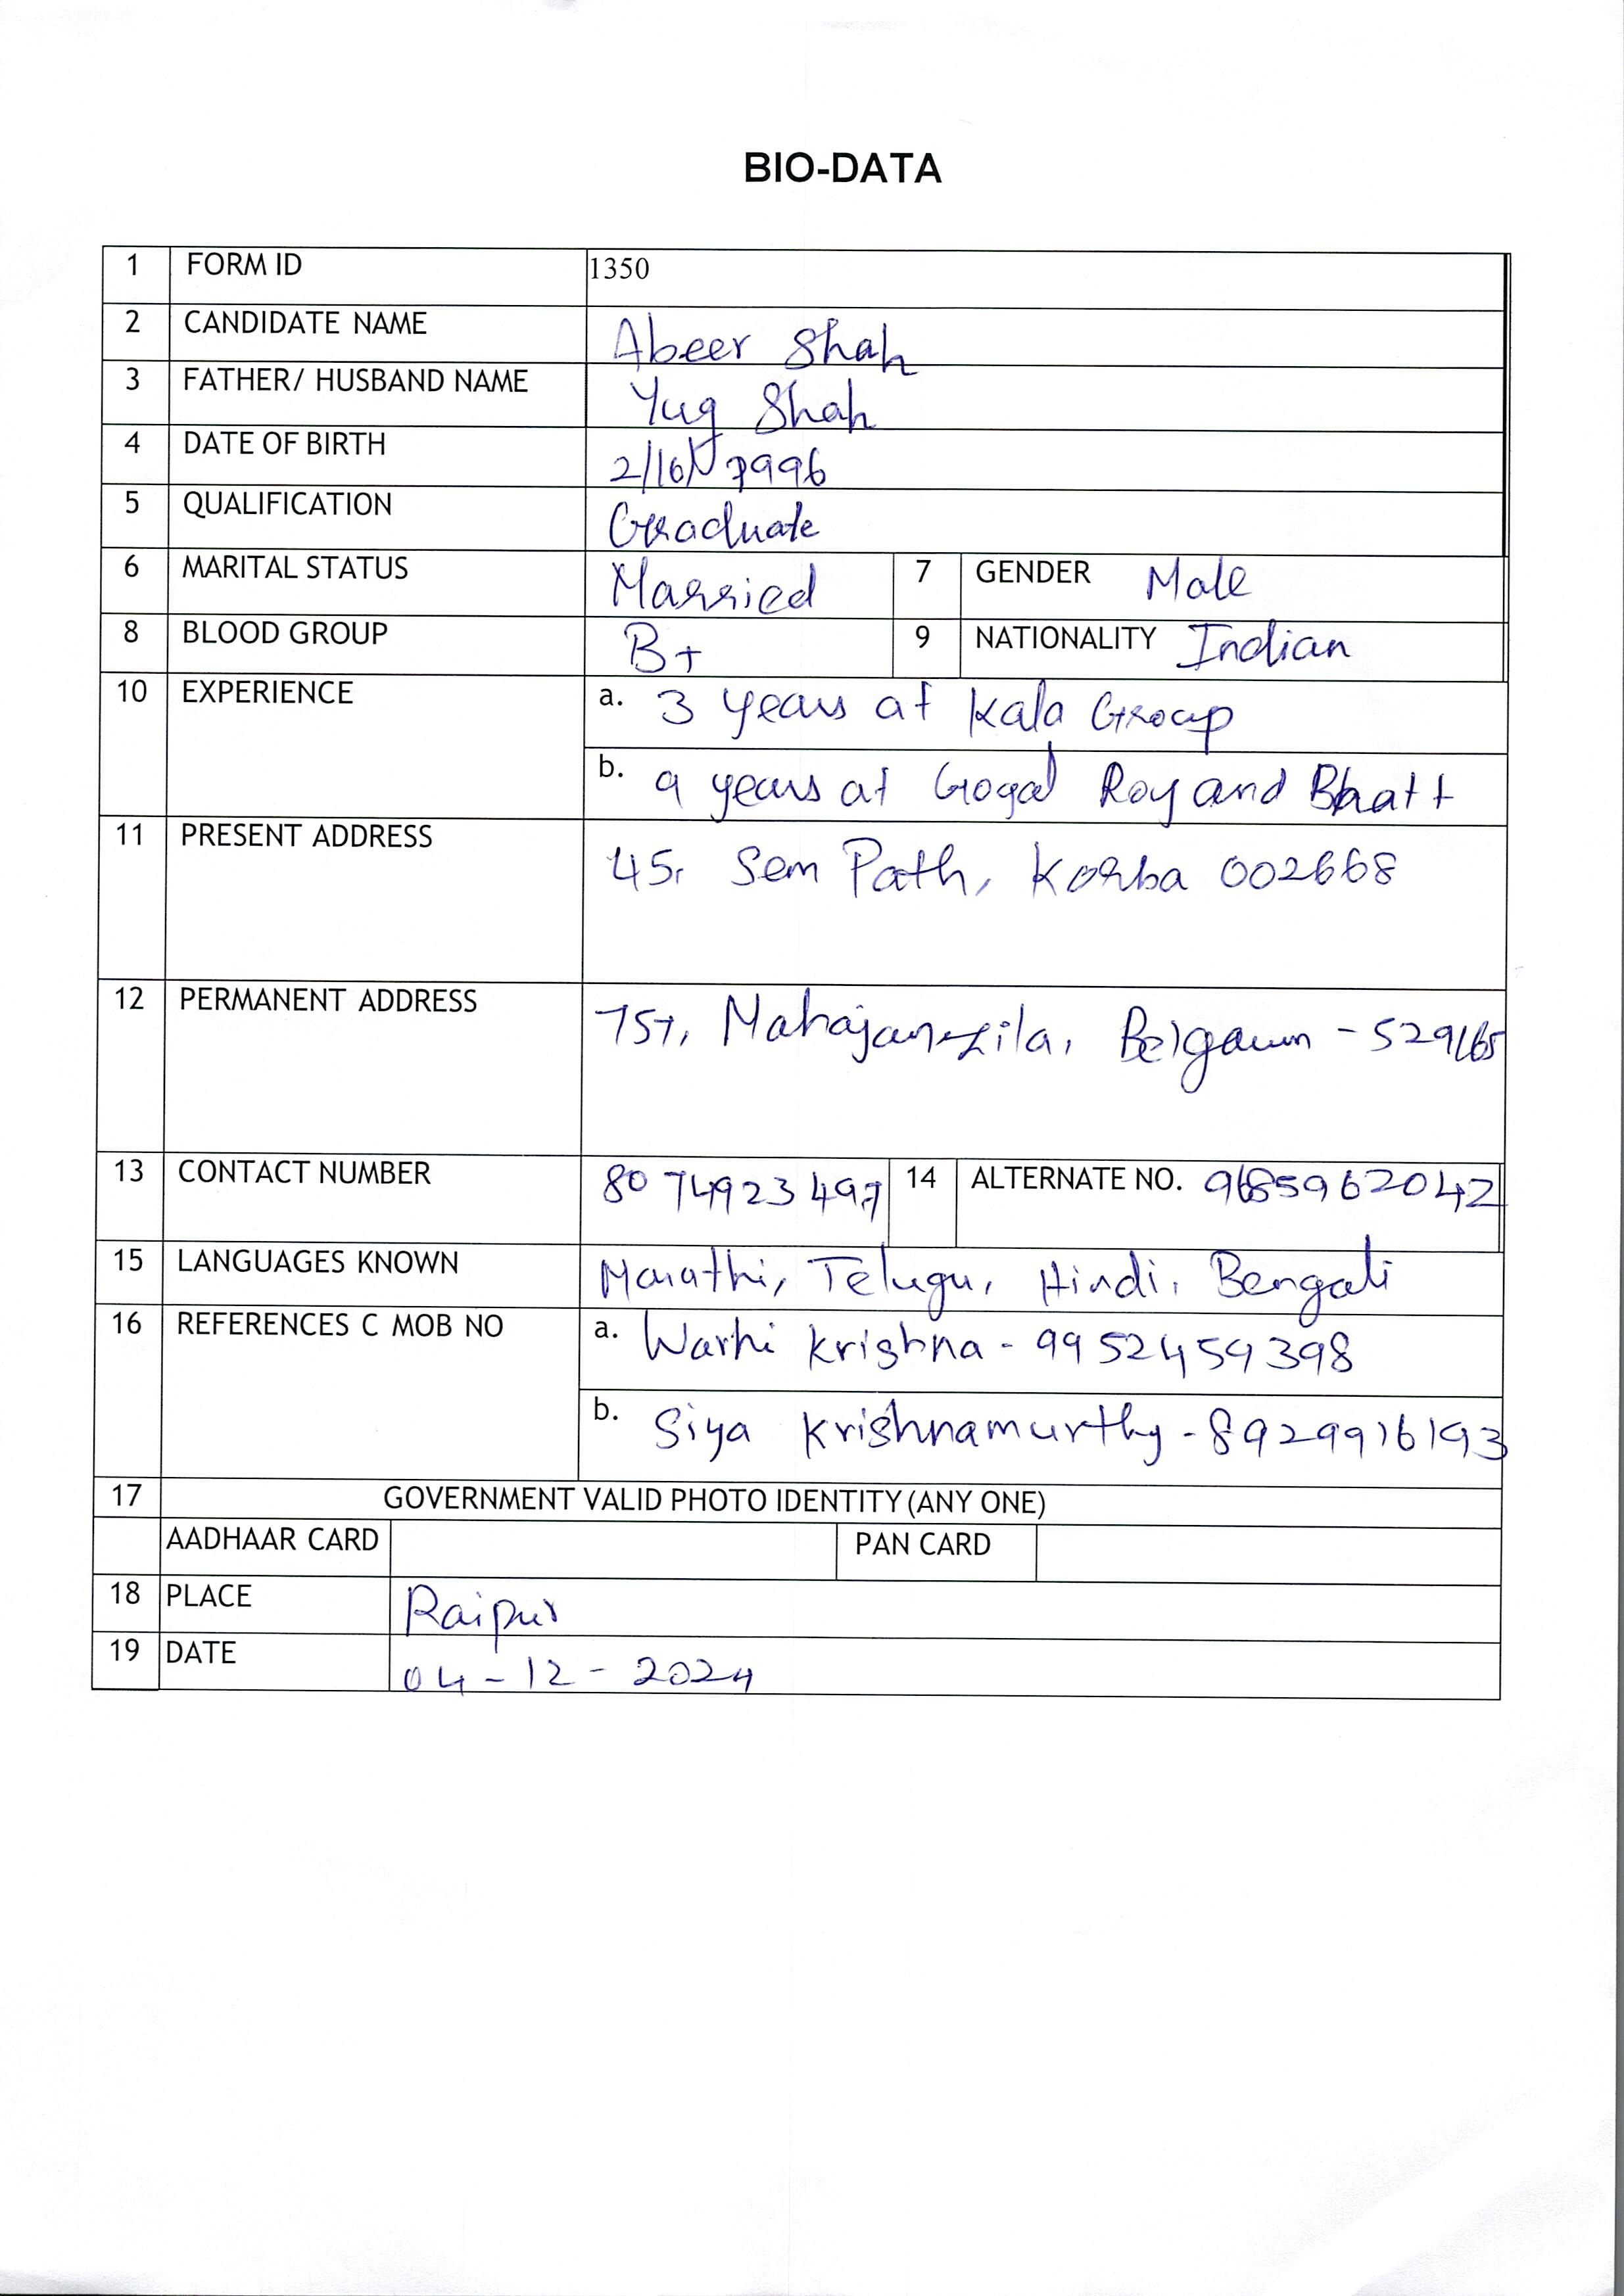 BIO-DATA
1 FORM ID 1350
2 CANDIDATE NAME Abeer Shah
3 FATHER/ HUSBAND NAME Yug Shah
4 DATE OF BIRTH 2/16/1996
5 QUALIFICATION Graduate
6 MARITAL STATUS Married 7 GENDER Male
8 BLOOD GROUP B+ 9 NATIONALITY Indian
10 EXPERIENCE a. 3 years at Kala Group
b. 9 years at Gogal Roy and Bhatt
11 PRESENT ADDRESS 45, Sem Path, Korba 002668
12 PERMANENT ADDRESS Mahajan zila, Belgaum - 529165
13 CONTACT NUMBER 8074923497 14 ALTERNATE NO. 9685962042
15 LANGUAGES KNOWN Marathi, Telugu, Hindi, Bengali
16 REFERENCES C MOB NO a. Warhi Krishna - 9952459398
b. Siya Krishnamurthy - 8929916193
17 GOVERNMENT VALID PHOTO IDENTITY (ANY ONE)
AADHAAR CARD PAN CARD
18 PLACE Raipur
19 DATE 04-12-2024